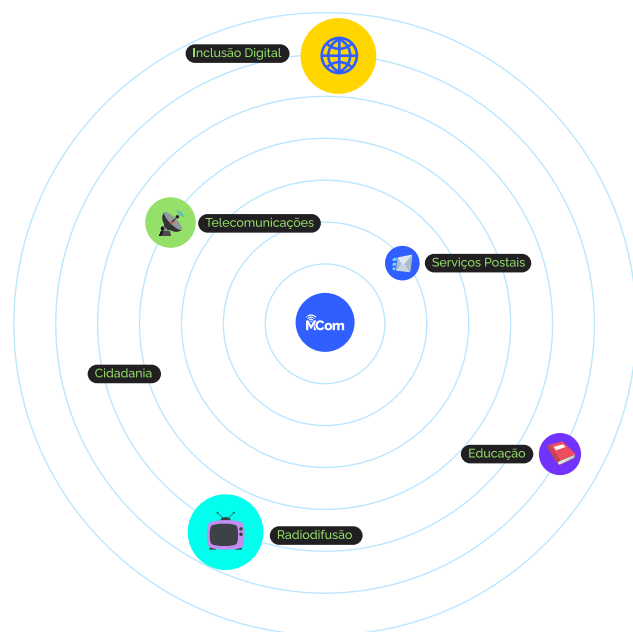 Inclusão Digital
Telecomunicações
Serviços Postais
MCom
Cidadania
Educação
Radiodifusão